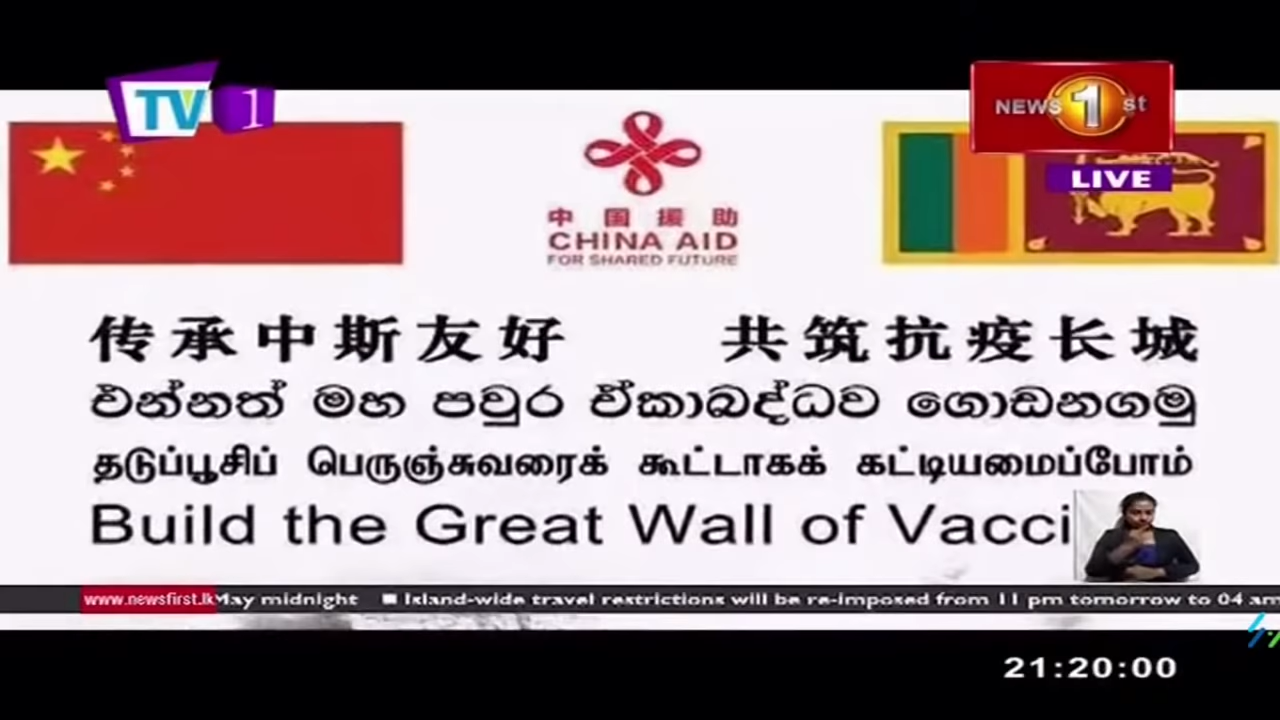 TV 1
NEWS 1st
LIVE
中国援助
CHINA AID
FOR SHARED FUTURE
传承中斯友好 共筑抗疫长城
එන්නත් මහ පවුර ඒකාබද්ධව ගොඩනගමු
தடுப்பூசிப் பெருஞ்சுவரைக் கூட்டாகக் கட்டியமைப்போம்
Build the Great Wall of Vacci
www.newsfirst.lk May midnight ■ Island-wide travel restrictions will be re-imposed from 11 pm tomorrow to 04 am
21:20:00